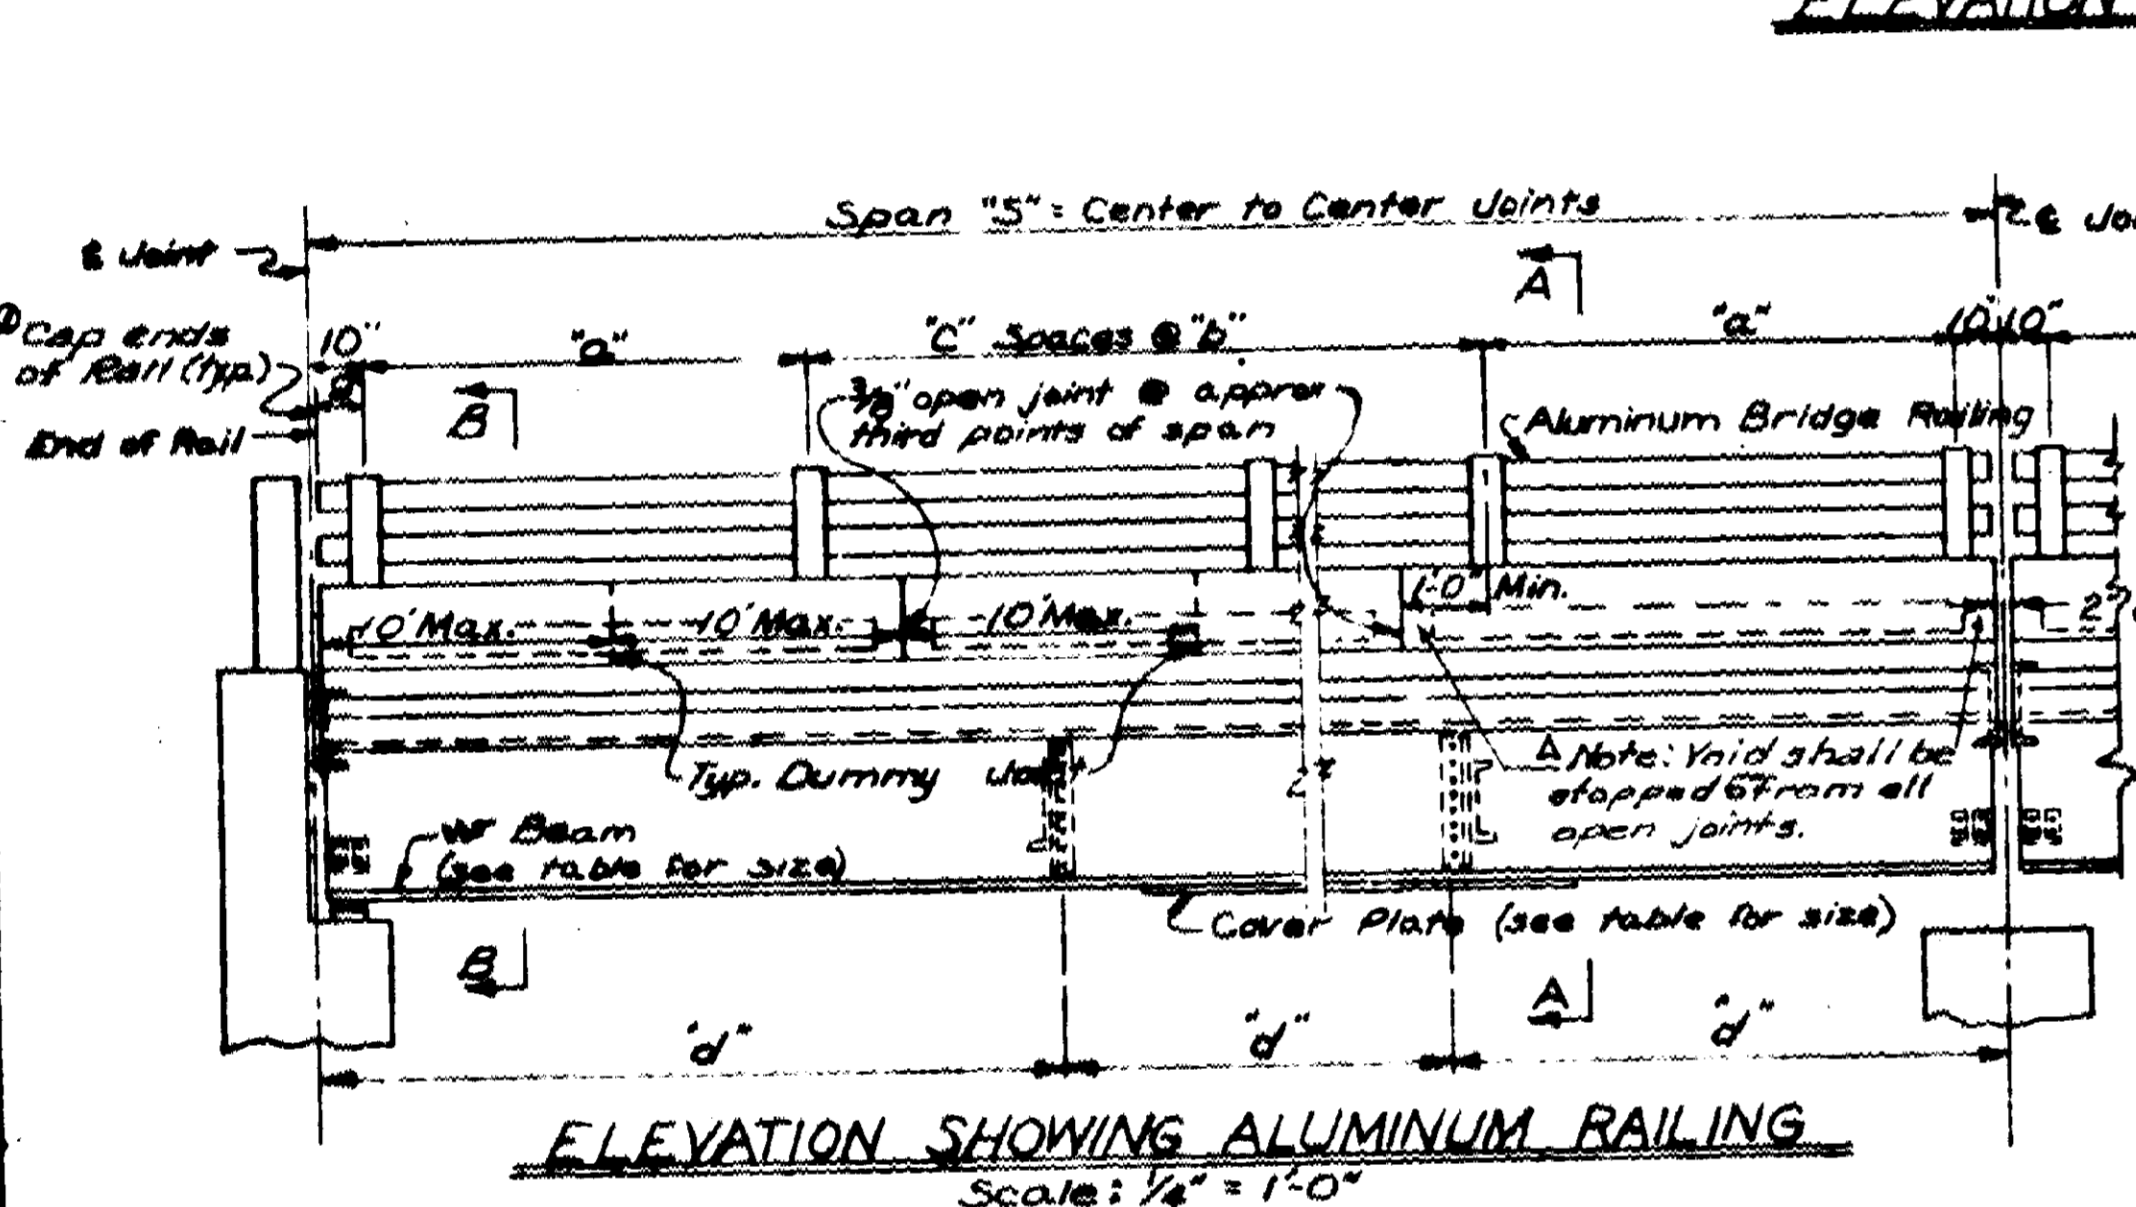 ELEVATION
Span "S" = Center to Center Joints
℄ Joint
℄ Jo
A
① Cap ends
of Rail (typ.)
10"
"a"
"C" Spaces @ "b"
"a"
10" 10"
End of Rail
B
3/8" open joint @ approx
third points of span
Aluminum Bridge Railing
1'-0" Min.
10' Max.
10' Max.
10' Max.
Typ. Dummy Joint
Δ Note: Void shall be
stopped 6" from all
open joints.
W Beam
(see table for size)
Cover Plate (see table for size)
B
A
"d"
"d"
"d"
ELEVATION SHOWING ALUMINUM RAILING
Scale: 1/4" = 1'-0"